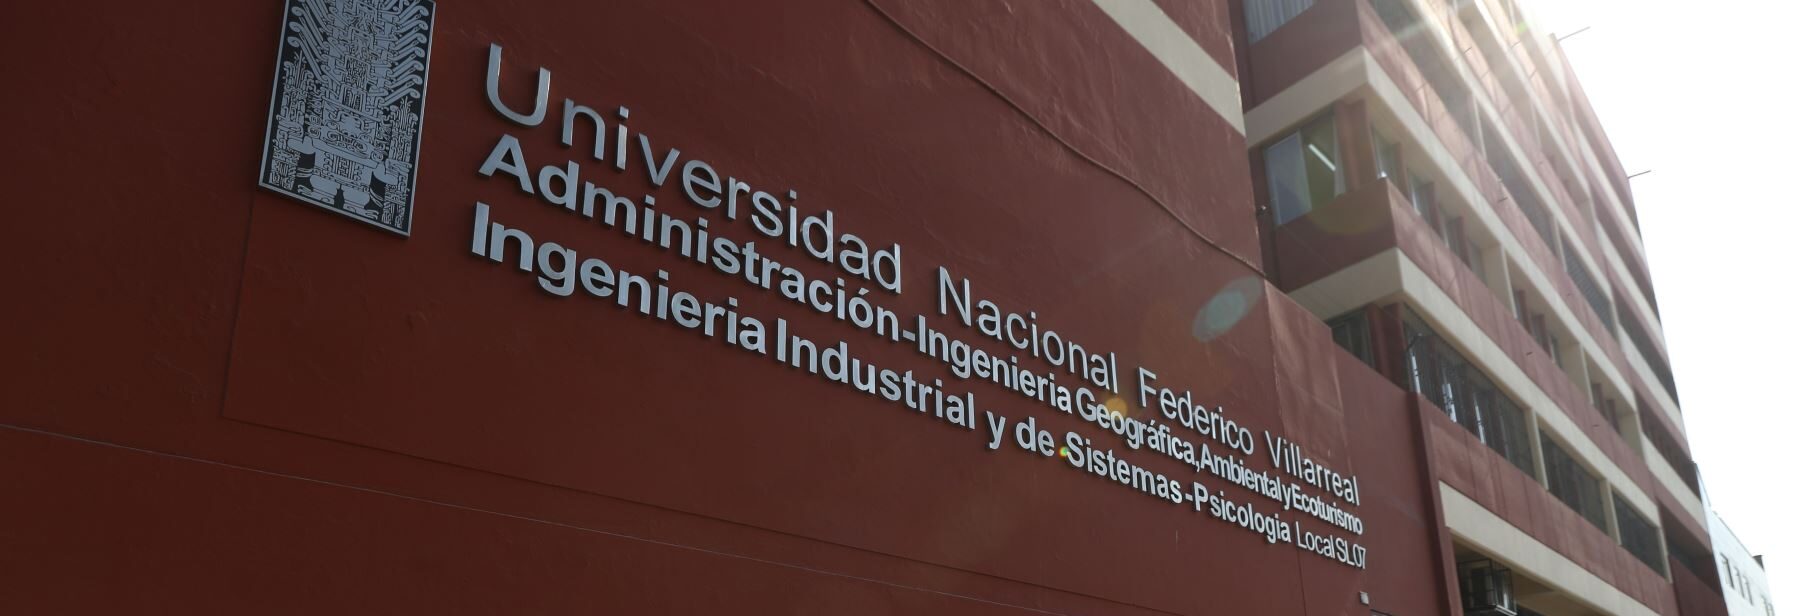 Universidad Nacional Federico Villarreal
Administración-Ingenieria Geográfica,Ambiental y Ecoturismo
Ingenieria Industrial y de Sistemas-Psicologia Local SL07